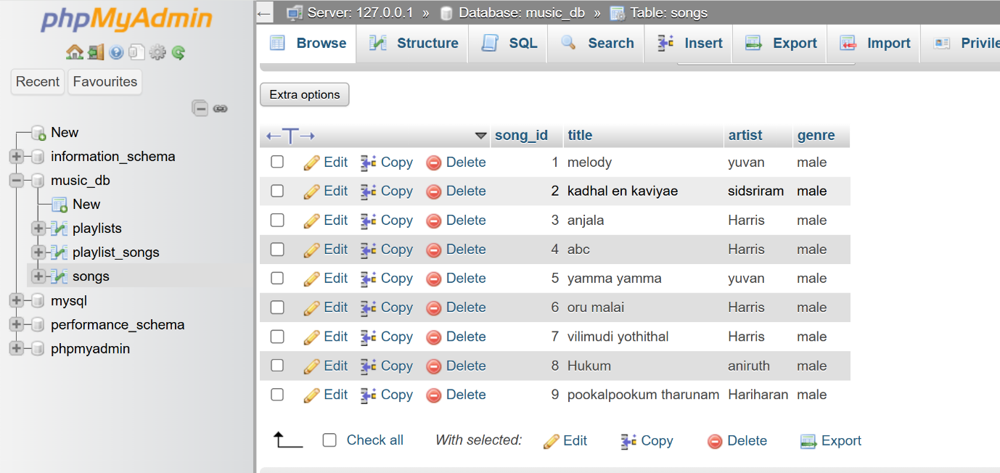 phpMyAdmin
Recent Favourites
New
information_schema
music_db
New
playlists
playlist_songs
songs
mysql
performance_schema
phpmyadmin
Server: 127.0.0.1 » Database: music_db » Table: songs
Browse Structure SQL Search Insert Export Import Privile
Extra options
←T→ song_id title artist genre
Edit Copy Delete 1 melody yuvan male
Edit Copy Delete 2 kadhal en kaviyae sidsriram male
Edit Copy Delete 3 anjala Harris male
Edit Copy Delete 4 abc Harris male
Edit Copy Delete 5 yamma yamma yuvan male
Edit Copy Delete 6 oru malai Harris male
Edit Copy Delete 7 vilimudi yothithal Harris male
Edit Copy Delete 8 Hukum aniruth male
Edit Copy Delete 9 pookalpookum tharunam Hariharan male
Check all With selected: Edit Copy Delete Export